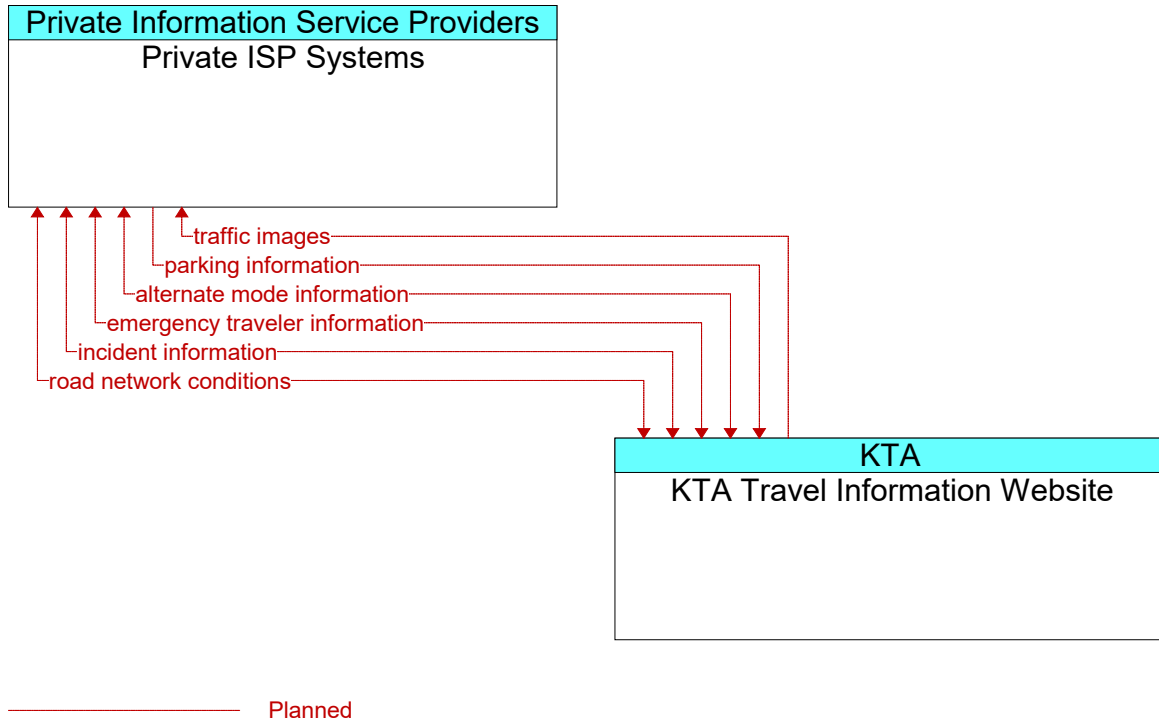 Private Information Service Providers
Private ISP Systems
traffic images
parking information
alternate mode information
emergency traveler information
incident information
road network conditions
KTA
KTA Travel Information Website
Planned